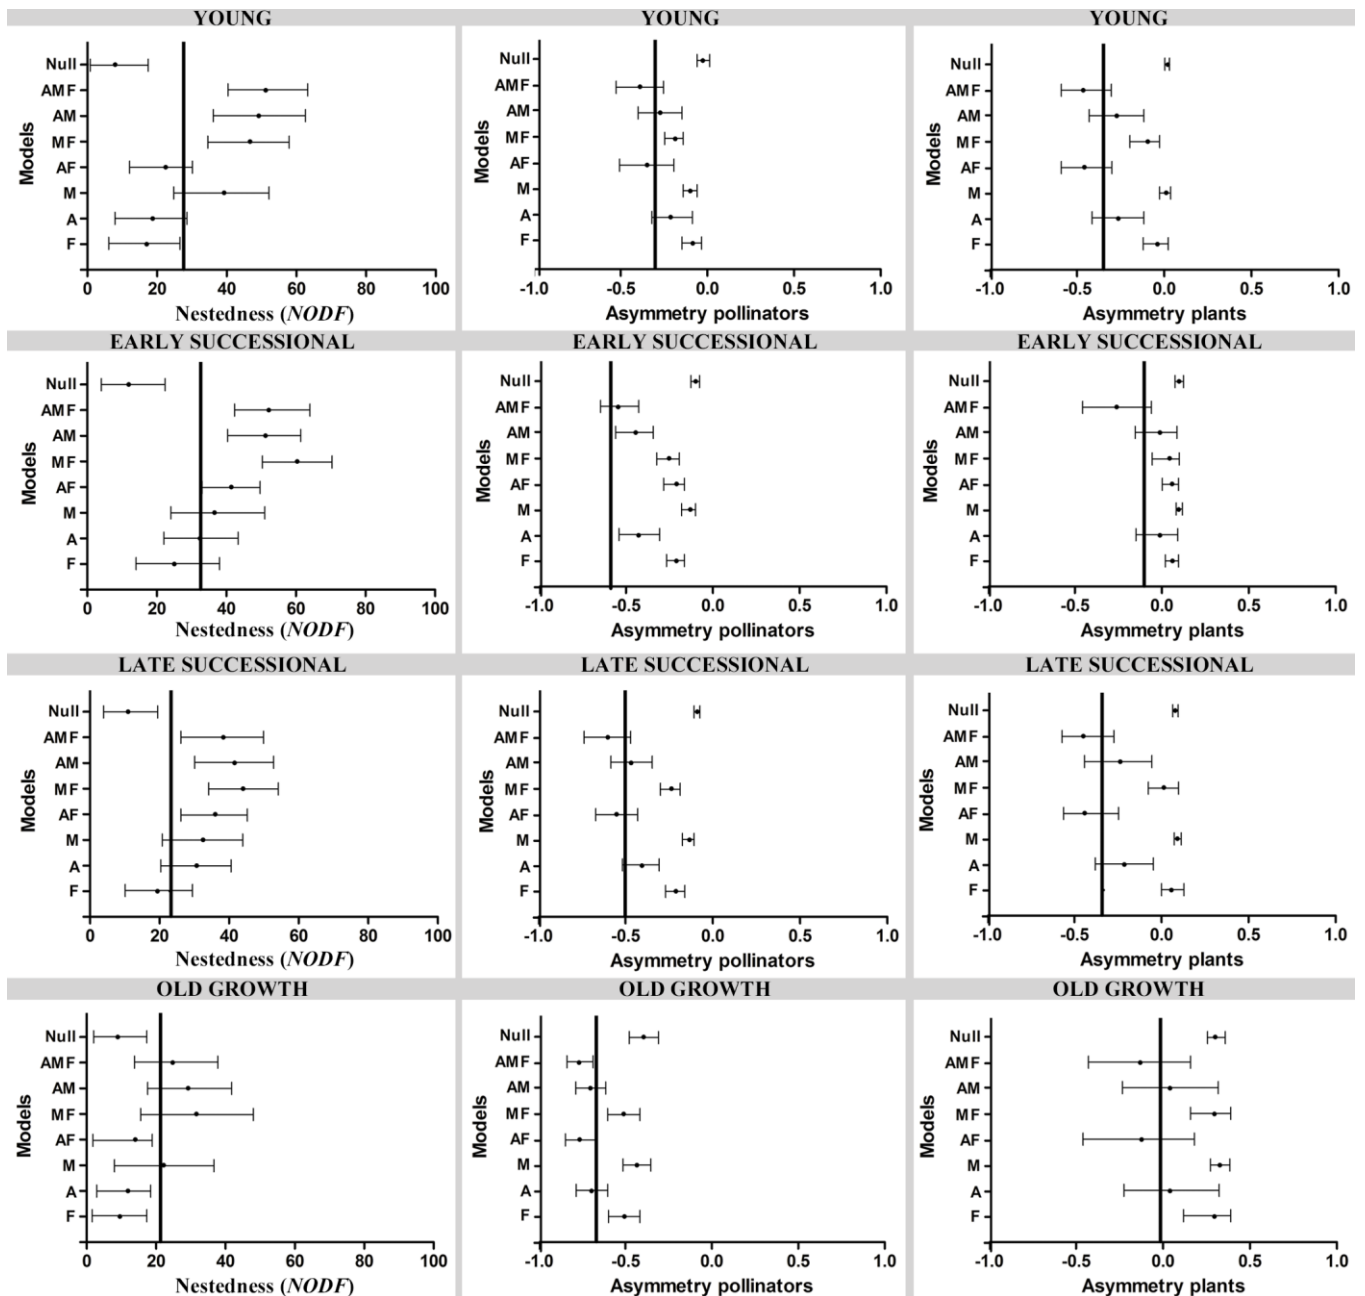 YOUNG
Models
Null
AMF
AM
MF
AF
M
A
F
0 20 40 60 80 100
Nestedness (NODF)
YOUNG
Models
Null
AMF
AM
MF
AF
M
A
F
-1.0 -0.5 0.0 0.5 1.0
Asymmetry pollinators
YOUNG
Models
Null
AMF
AM
MF
AF
M
A
F
-1.0 -0.5 0.0 0.5 1.0
Asymmetry plants
EARLY SUCCESSIONAL
Models
Null
AMF
AM
MF
AF
M
A
F
0 20 40 60 80 100
Nestedness (NODF)
EARLY SUCCESSIONAL
Models
Null
AMF
AM
MF
AF
M
A
F
-1.0 -0.5 0.0 0.5 1.0
Asymmetry pollinators
EARLY SUCCESSIONAL
Models
Null
AMF
AM
MF
AF
M
A
F
-1.0 -0.5 0.0 0.5 1.0
Asymmetry plants
LATE SUCCESSIONAL
Models
Null
AMF
AM
MF
AF
M
A
F
0 20 40 60 80 100
Nestedness (NODF)
LATE SUCCESSIONAL
Models
Null
AMF
AM
MF
AF
M
A
F
-1.0 -0.5 0.0 0.5 1.0
Asymmetry pollinators
LATE SUCCESSIONAL
Models
Null
AMF
AM
MF
AF
M
A
F
-1.0 -0.5 0.0 0.5 1.0
Asymmetry plants
OLD GROWTH
Models
Null
AMF
AM
MF
AF
M
A
F
0 20 40 60 80 100
Nestedness (NODF)
OLD GROWTH
Models
Null
AMF
AM
MF
AF
M
A
F
-1.0 -0.5 0.0 0.5 1.0
Asymmetry pollinators
OLD GROWTH
Models
Null
AMF
AM
MF
AF
M
A
F
-1.0 -0.5 0.0 0.5 1.0
Asymmetry plants